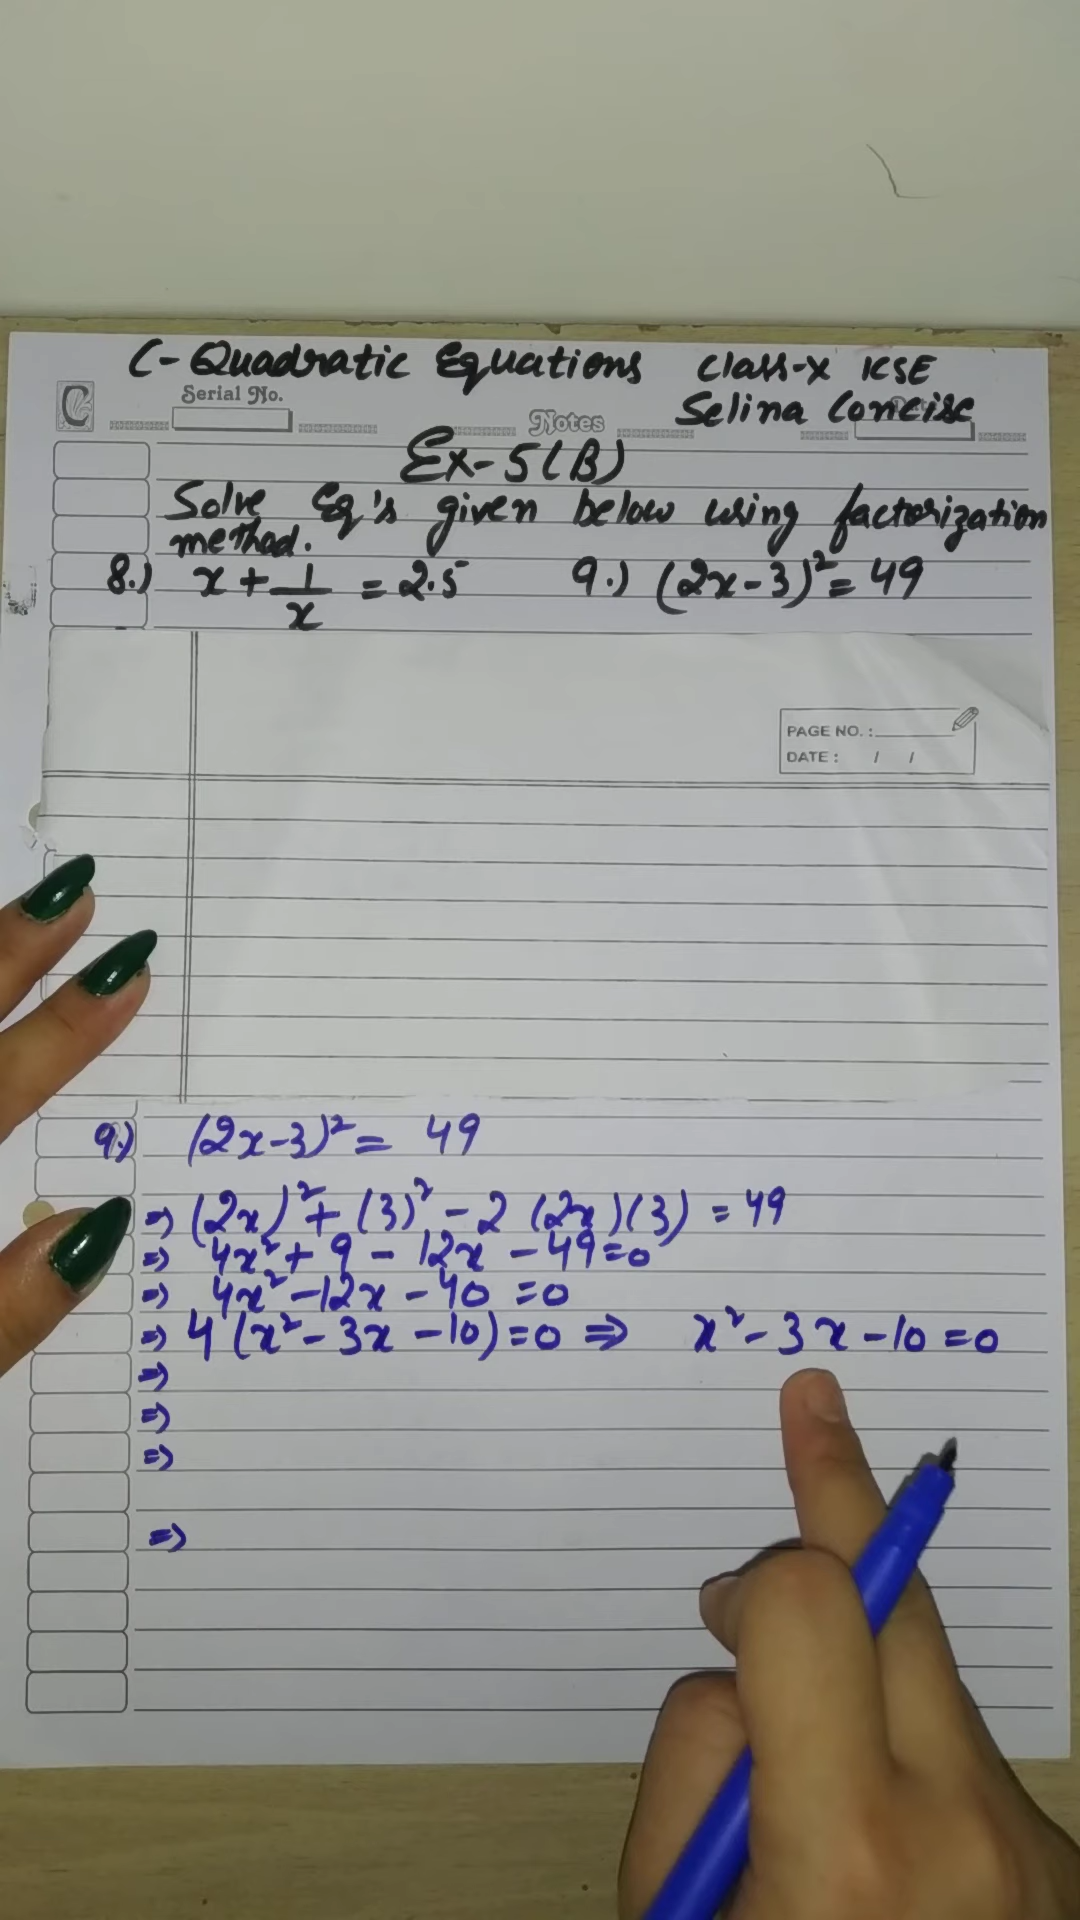 C- Quadratic Equations Class-X ICSE
Serial No.
C
Notes
Selina Concise
Ex-5(B)
Solve Eq's given below using factorization
method.
8.) x + 1/x = 2.5 9.) (2x-3)² = 49
PAGE NO. :
DATE : / /
9.) (2x-3)² = 49
⇒ (2x)² + (3)² - 2 (2x)(3) = 49
⇒ 4x² + 9 - 12x - 49 = 0
⇒ 4x² - 12x - 40 = 0
⇒ 4 (x² - 3x - 10) = 0 ⇒ x² - 3x - 10 = 0
⇒
⇒
⇒
⇒